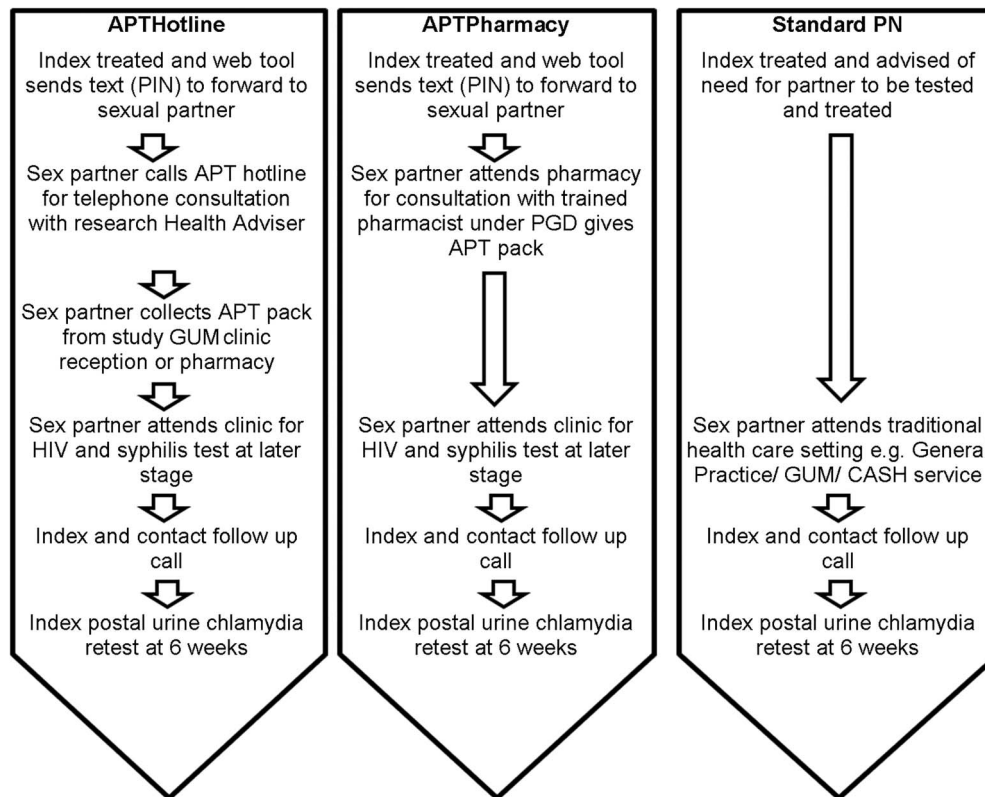 APTHotline
Index treated and web tool
sends text (PIN) to forward to
sexual partner
Sex partner calls APT hotline
for telephone consultation
with research Health Adviser
Sex partner collects APT pack
from study GUM clinic
reception or pharmacy
Sex partner attends clinic for
HIV and syphilis test at later
stage
Index and contact follow up
call
Index postal urine chlamydia
retest at 6 weeks
APTPharmacy
Index treated and web tool
sends text (PIN) to forward to
sexual partner
Sex partner attends pharmacy
for consultation with trained
pharmacist under PGD gives
APT pack
Sex partner attends clinic for
HIV and syphilis test at later
stage
Index and contact follow up
call
Index postal urine chlamydia
retest at 6 weeks
Standard PN
Index treated and advised of
need for partner to be tested
and treated
Sex partner attends traditional
health care setting e.g. Genera
Practice/ GUM/ CASH service
Index and contact follow up
call
Index postal urine chlamydia
retest at 6 weeks